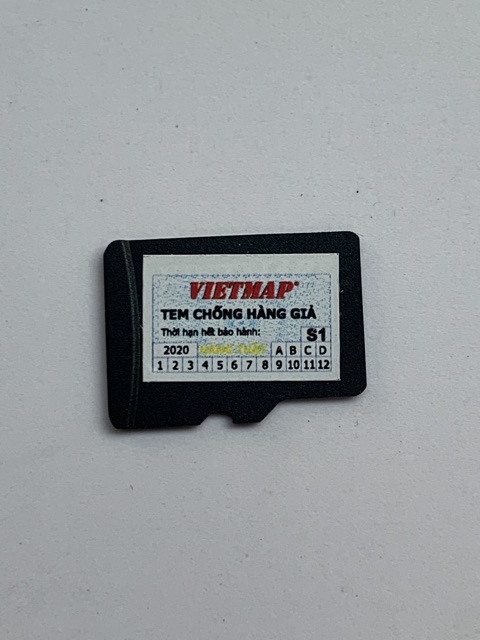 VIETMAP®
TEM CHỐNG HÀNG GIẢ
Thời hạn hết bảo hành: S1
2020 A B C D
1 2 3 4 5 6 7 8 9 10 11 12